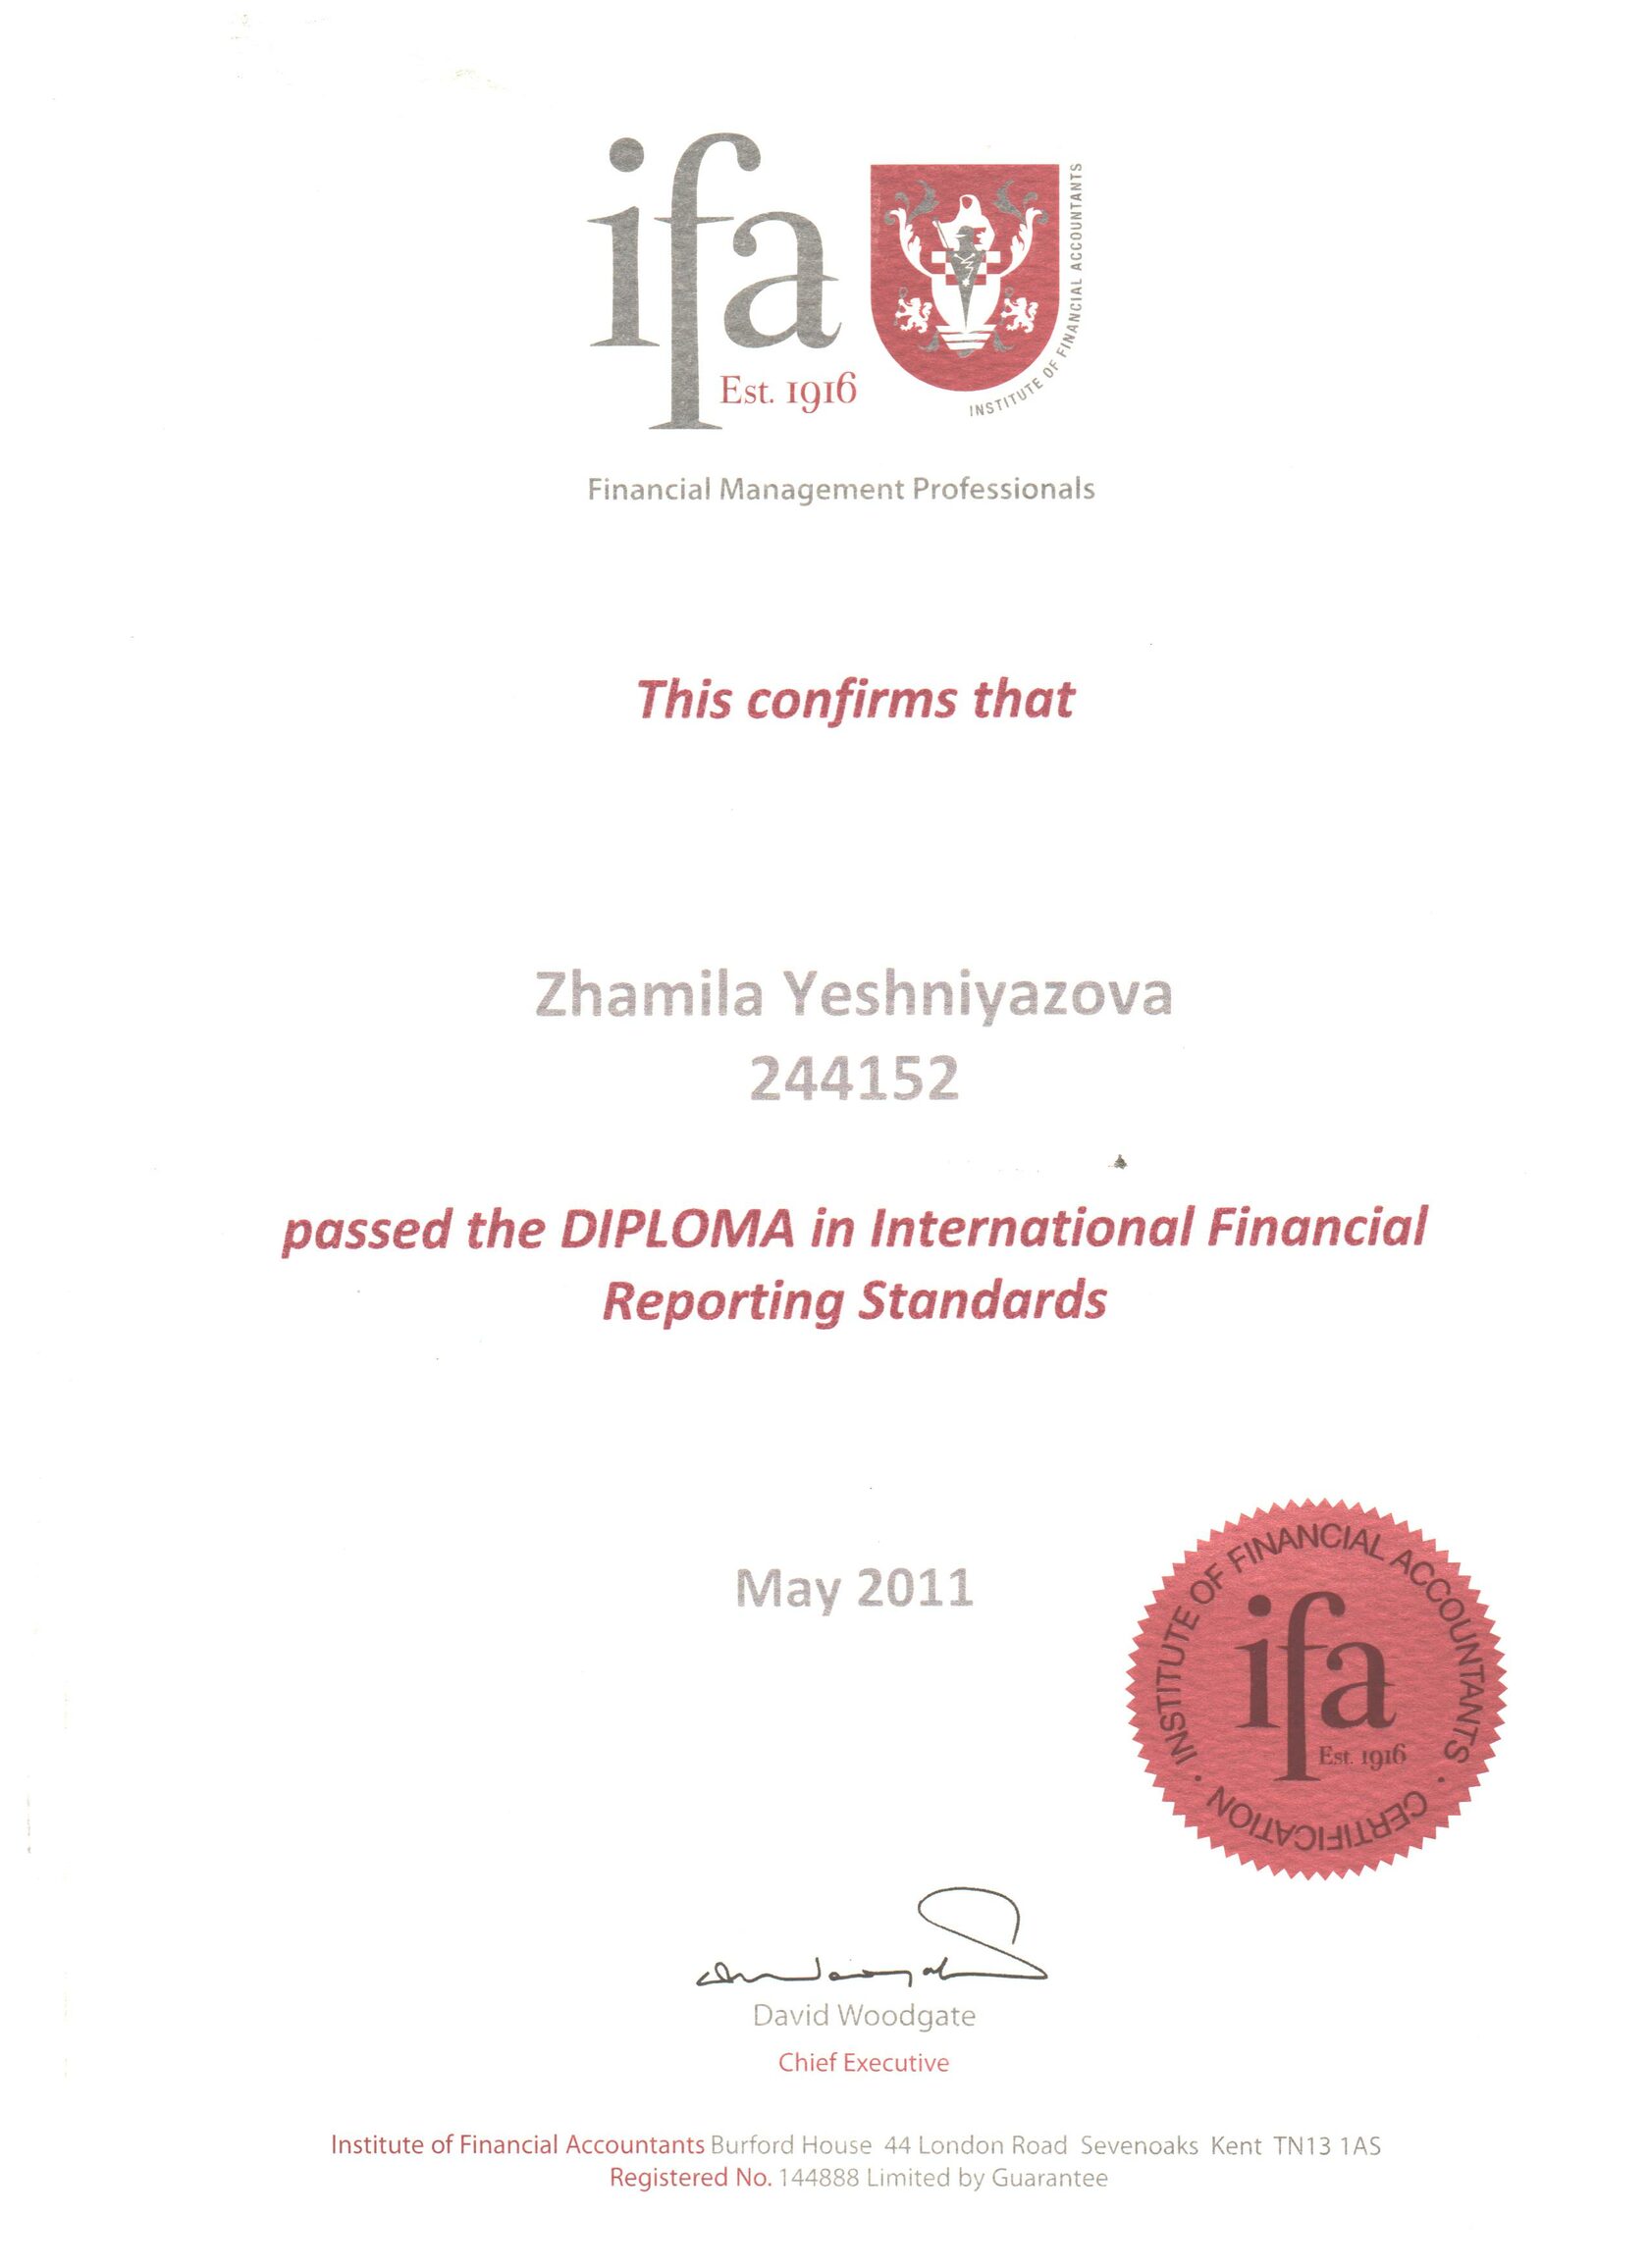 ifa
Est. 1916
INSTITUTE OF FINANCIAL ACCOUNTANTS
Financial Management Professionals
This confirms that
Zhamila Yeshniyazova
244152
passed the DIPLOMA in International Financial
Reporting Standards
May 2011
INSTITUTE OF FINANCIAL ACCOUNTANTS · CERTIFICATION ·
ifa
Est. 1916
David Woodgate
Chief Executive
Institute of Financial Accountants Burford House 44 London Road Sevenoaks Kent TN13 1AS
Registered No. 144888 Limited by Guarantee